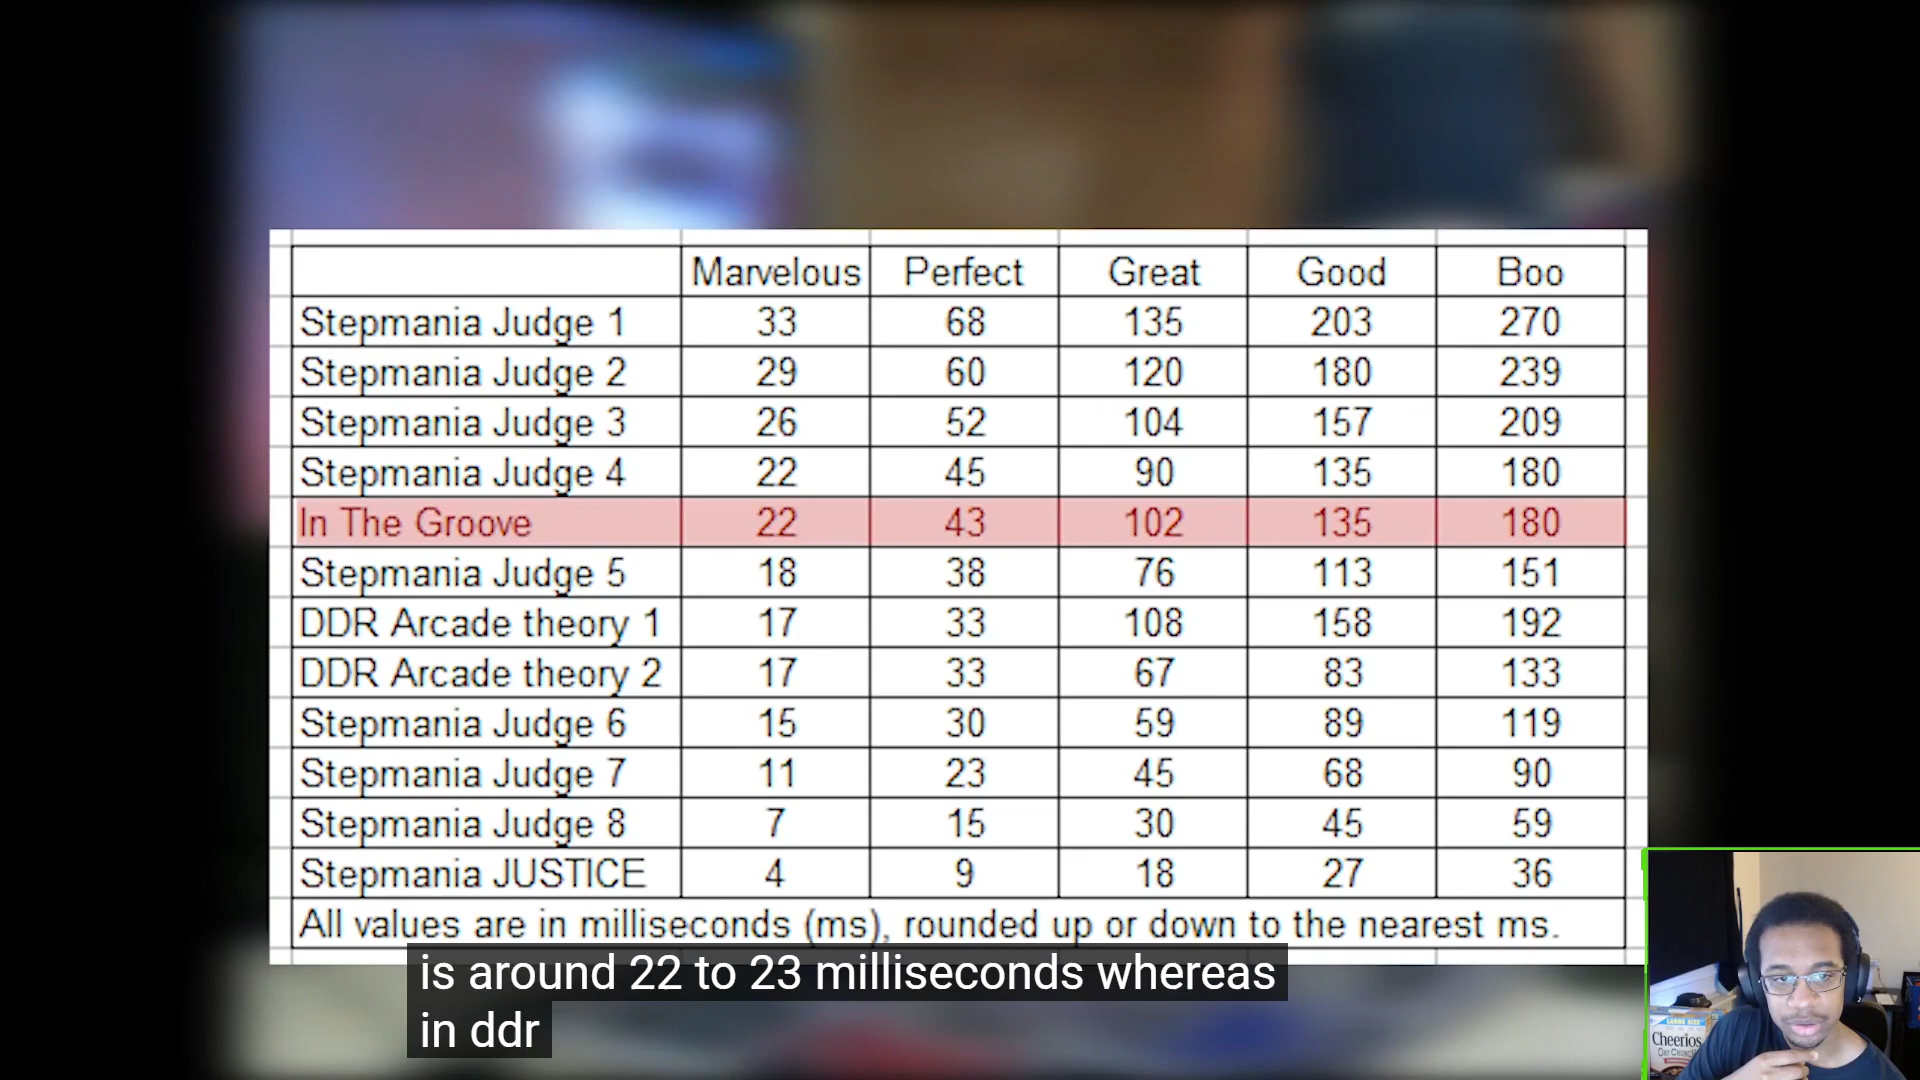 Marvelous Perfect Great Good Boo
Stepmania Judge 1 33 68 135 203 270
Stepmania Judge 2 29 60 120 180 239
Stepmania Judge 3 26 52 104 157 209
Stepmania Judge 4 22 45 90 135 180
In The Groove 22 43 102 135 180
Stepmania Judge 5 18 38 76 113 151
DDR Arcade theory 1 17 33 108 158 192
DDR Arcade theory 2 17 33 67 83 133
Stepmania Judge 6 15 30 59 89 119
Stepmania Judge 7 11 23 45 68 90
Stepmania Judge 8 7 15 30 45 59
Stepmania JUSTICE 4 9 18 27 36
All values are in milliseconds (ms), rounded up or down to the nearest ms.
is around 22 to 23 milliseconds whereas
in ddr
LARGE SIZE
Cheerios
OAT CRUNCH